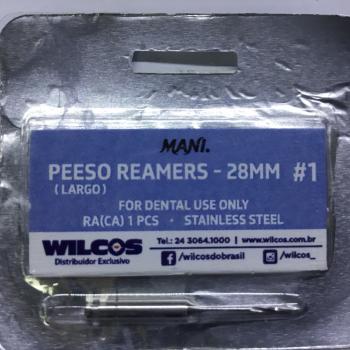 MANI.
PEESO REAMERS - 28MM #1
(LARGO)
FOR DENTAL USE ONLY
RA(CA) 1 PCS • STAINLESS STEEL
WILCOS
Distribuidor Exclusivo
Tel.: 24 3064.1000 | www.wilcos.com.br
/wilcosdobrasil /wilcos_